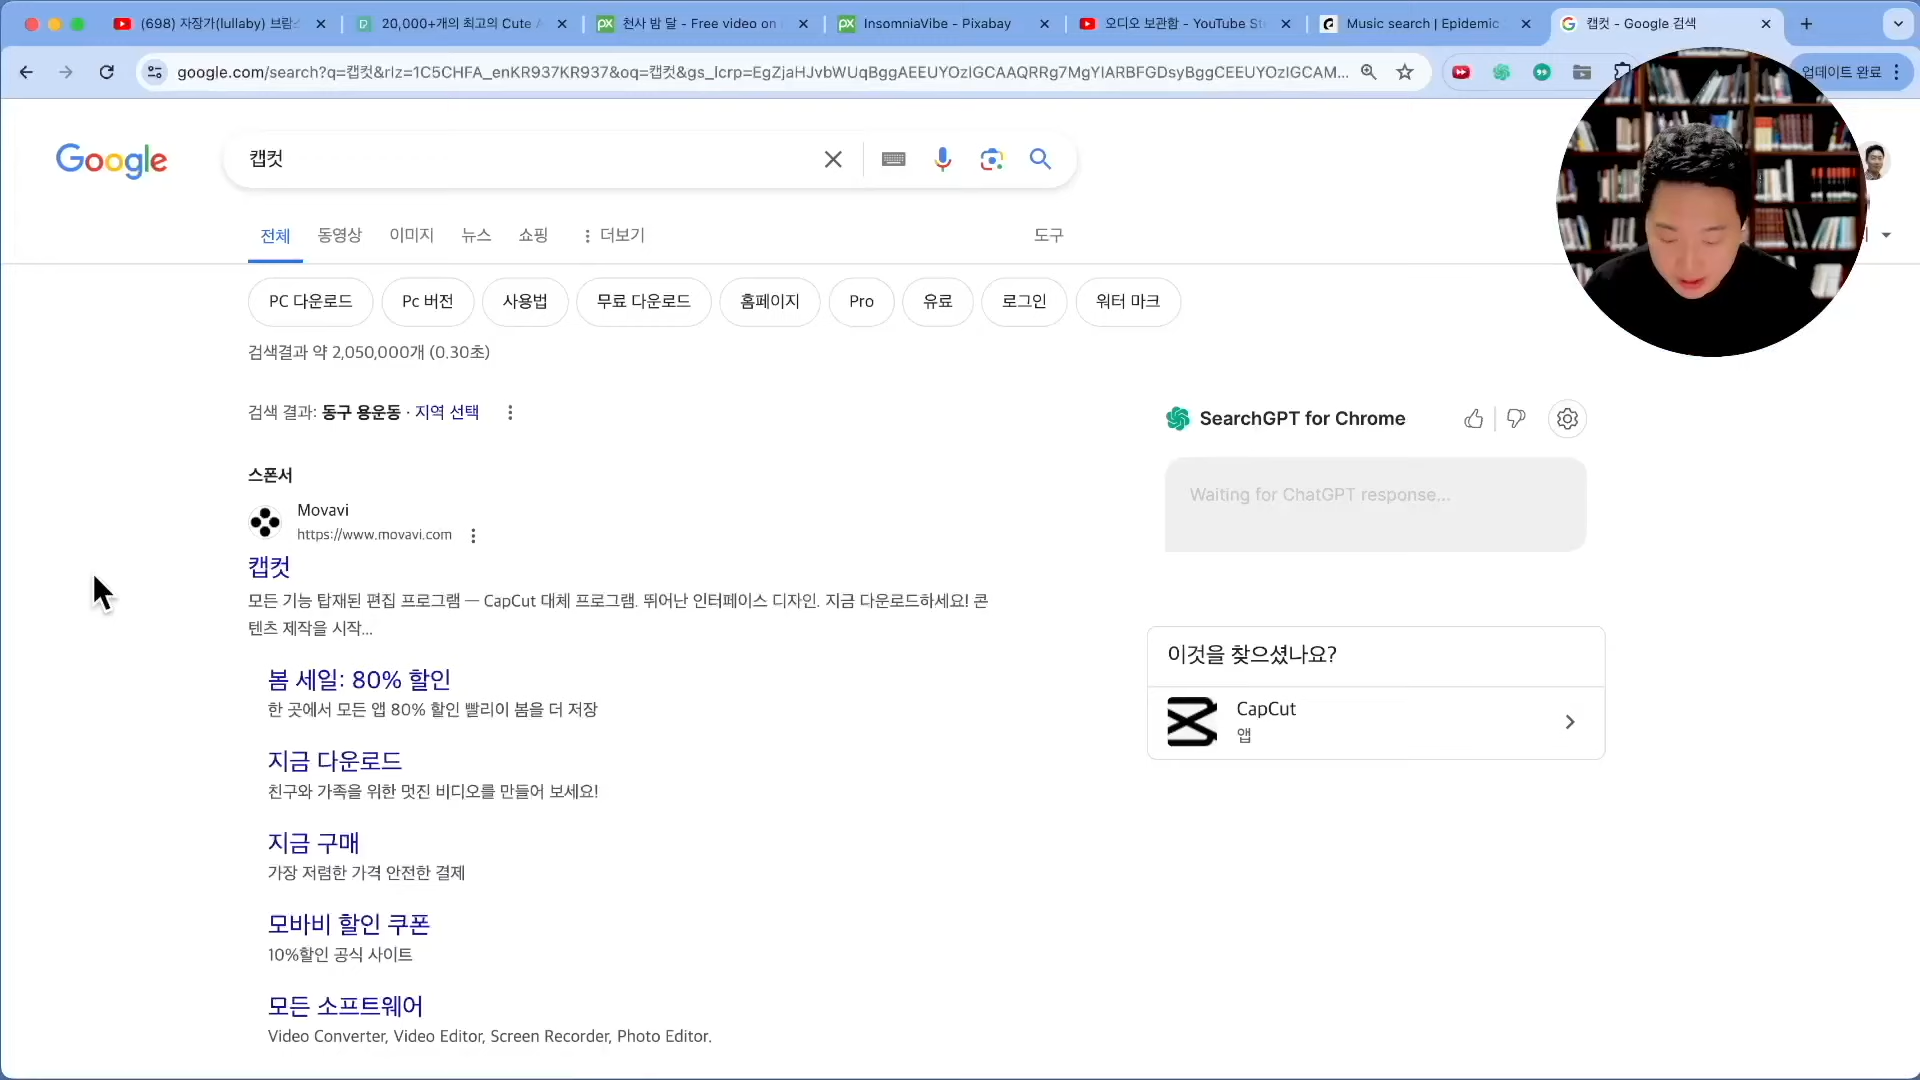 (698) 자장가(lullaby) 브람스
20,000+개의 최고의 Cute A
천사 밤 달 - Free video on
InsomniaVibe - Pixabay
오디오 보관함 - YouTube St
Music search | Epidemic
캡컷 - Google 검색
google.com/search?q=캡컷&rlz=1C5CHFA_enKR937KR937&oq=캡컷&gs_lcrp=EgZjaHJvbWUqBggAEEUYOzIGCAAQRRg7MgYIARBFGDsyBggCEEUYOzIGCAM...
업데이트 완료
Google
캡컷
전체
동영상
이미지
뉴스
쇼핑
더보기
도구
PC 다운로드
Pc 버전
사용법
무료 다운로드
홈페이지
Pro
유료
로그인
워터 마크
검색결과 약 2,050,000개 (0.30초)
검색 결과: 동구 용운동 · 지역 선택
스폰서
Movavi
https://www.movavi.com
캡컷
모든 기능 탑재된 편집 프로그램 — CapCut 대체 프로그램. 뛰어난 인터페이스 디자인. 지금 다운로드하세요! 콘
텐츠 제작을 시작...
봄 세일: 80% 할인
한 곳에서 모든 앱 80% 할인 빨리이 봄을 더 저장
지금 다운로드
친구와 가족을 위한 멋진 비디오를 만들어 보세요!
지금 구매
가장 저렴한 가격 안전한 결제
모바비 할인 쿠폰
10%할인 공식 사이트
모든 소프트웨어
Video Converter, Video Editor, Screen Recorder, Photo Editor.
SearchGPT for Chrome
Waiting for ChatGPT response...
이것을 찾으셨나요?
CapCut
앱